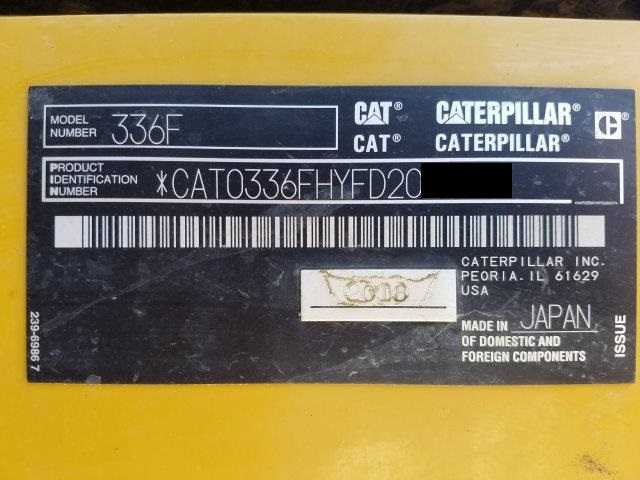 MODEL NUMBER 336F
CAT® CATERPILLAR®
CAT® CATERPILLAR®
PRODUCT IDENTIFICATION NUMBER *CAT0336FHYFD20
CATERPILLAR INC.
PEORIA. IL 61629
USA
2018
MADE IN JAPAN
OF DOMESTIC AND
FOREIGN COMPONENTS
ISSUE
239-6986 7